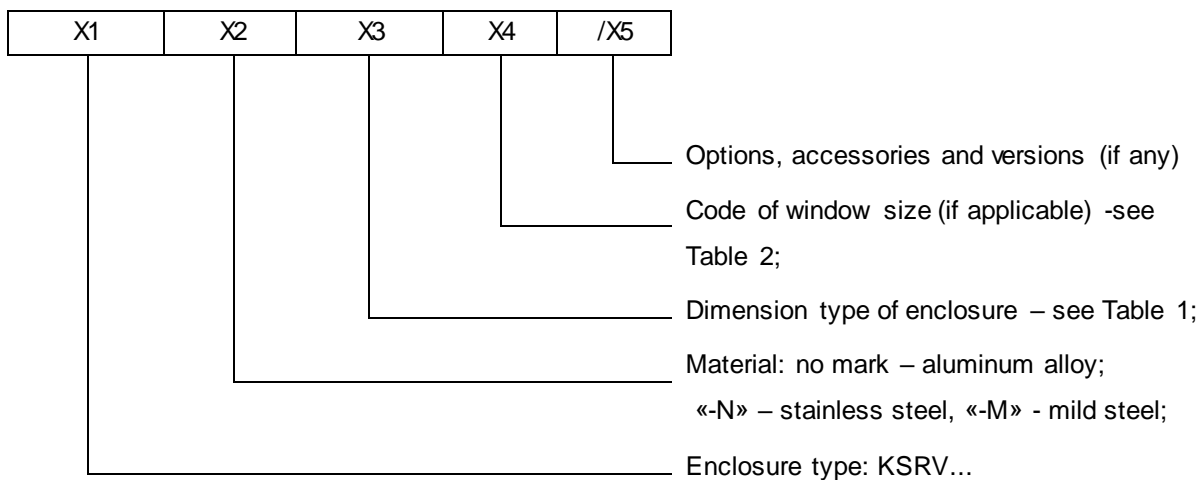 X1 X2 X3 X4 /X5
Options, accessories and versions (if any)
Code of window size (if applicable) -see
Table 2;
Dimension type of enclosure – see Table 1;
Material: no mark – aluminum alloy;
«-N» – stainless steel, «-M» - mild steel;
Enclosure type: KSRV...